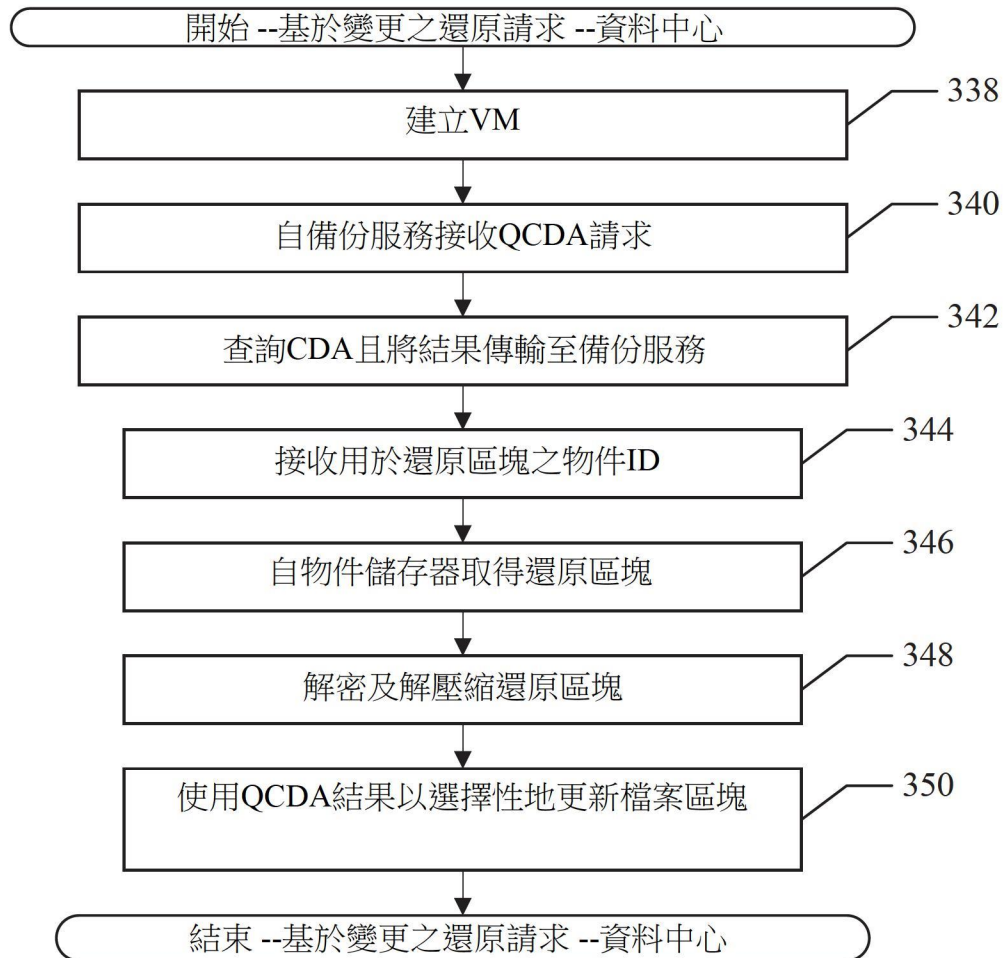 開始 --基於變更之還原請求 --資料中心
建立VM
338
自備份服務接收QCDA請求
340
查詢CDA且將結果傳輸至備份服務
342
接收用於還原區塊之物件ID
344
自物件儲存器取得還原區塊
346
解密及解壓縮還原區塊
348
使用QCDA結果以選擇性地更新檔案區塊
350
結束 --基於變更之還原請求 --資料中心